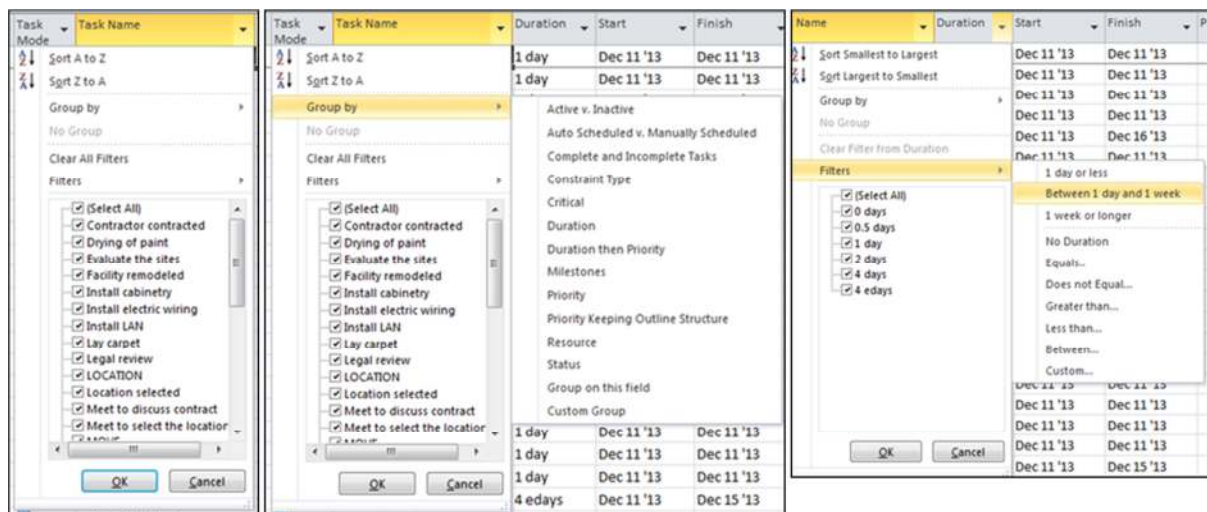 Task Mode
Task Name
Sort A to Z
Sort Z to A
Group by
No Group
Clear All Filters
Filters
(Select All)
Contractor contracted
Drying of paint
Evaluate the sites
Facility remodeled
Install cabinetry
Install electric wiring
Install LAN
Lay carpet
Legal review
LOCATION
Location selected
Meet to discuss contract
Meet to select the location
MOVE
OK Cancel
Task Mode
Task Name Duration Start Finish
1 day Dec 11 '13 Dec 11 '13
1 day Dec 11 '13 Dec 11 '13
Sort A to Z
Sort Z to A
Group by
No Group
Clear All Filters
Filters
(Select All)
Contractor contracted
Drying of paint
Evaluate the sites
Facility remodeled
Install cabinetry
Install electric wiring
Install LAN
Lay carpet
Legal review
LOCATION
Location selected
Meet to discuss contract
Meet to select the location
MOVE
OK Cancel
Active v. Inactive
Auto Scheduled v. Manually Scheduled
Complete and Incomplete Tasks
Constraint Type
Critical
Duration
Duration then Priority
Milestones
Priority
Priority Keeping Outline Structure
Resource
Status
Group on this field
Custom Group
1 day Dec 11 '13 Dec 11 '13
1 day Dec 11 '13 Dec 11 '13
1 day Dec 11 '13 Dec 11 '13
4 edays Dec 11 '13 Dec 15 '13
Name Duration Start Finish P
Sort Smallest to Largest
Sort Largest to Smallest
Group by
No Group
Clear Filter from Duration
Filters
(Select All)
0 days
0.5 days
1 day
2 days
4 days
4 edays
OK Cancel
Dec 11 '13 Dec 11 '13
Dec 11 '13 Dec 11 '13
Dec 11 '13 Dec 11 '13
Dec 11 '13 Dec 11 '13
Dec 11 '13 Dec 16 '13
Dec 11 '13 Dec 11 '13
1 day or less
Between 1 day and 1 week
1 week or longer
No Duration
Equals...
Does not Equal...
Greater than...
Less than...
Between...
Custom...
Dec 11 '13 Dec 11 '13
Dec 11 '13 Dec 11 '13
Dec 11 '13 Dec 11 '13
Dec 11 '13 Dec 11 '13
Dec 11 '13 Dec 15 '13